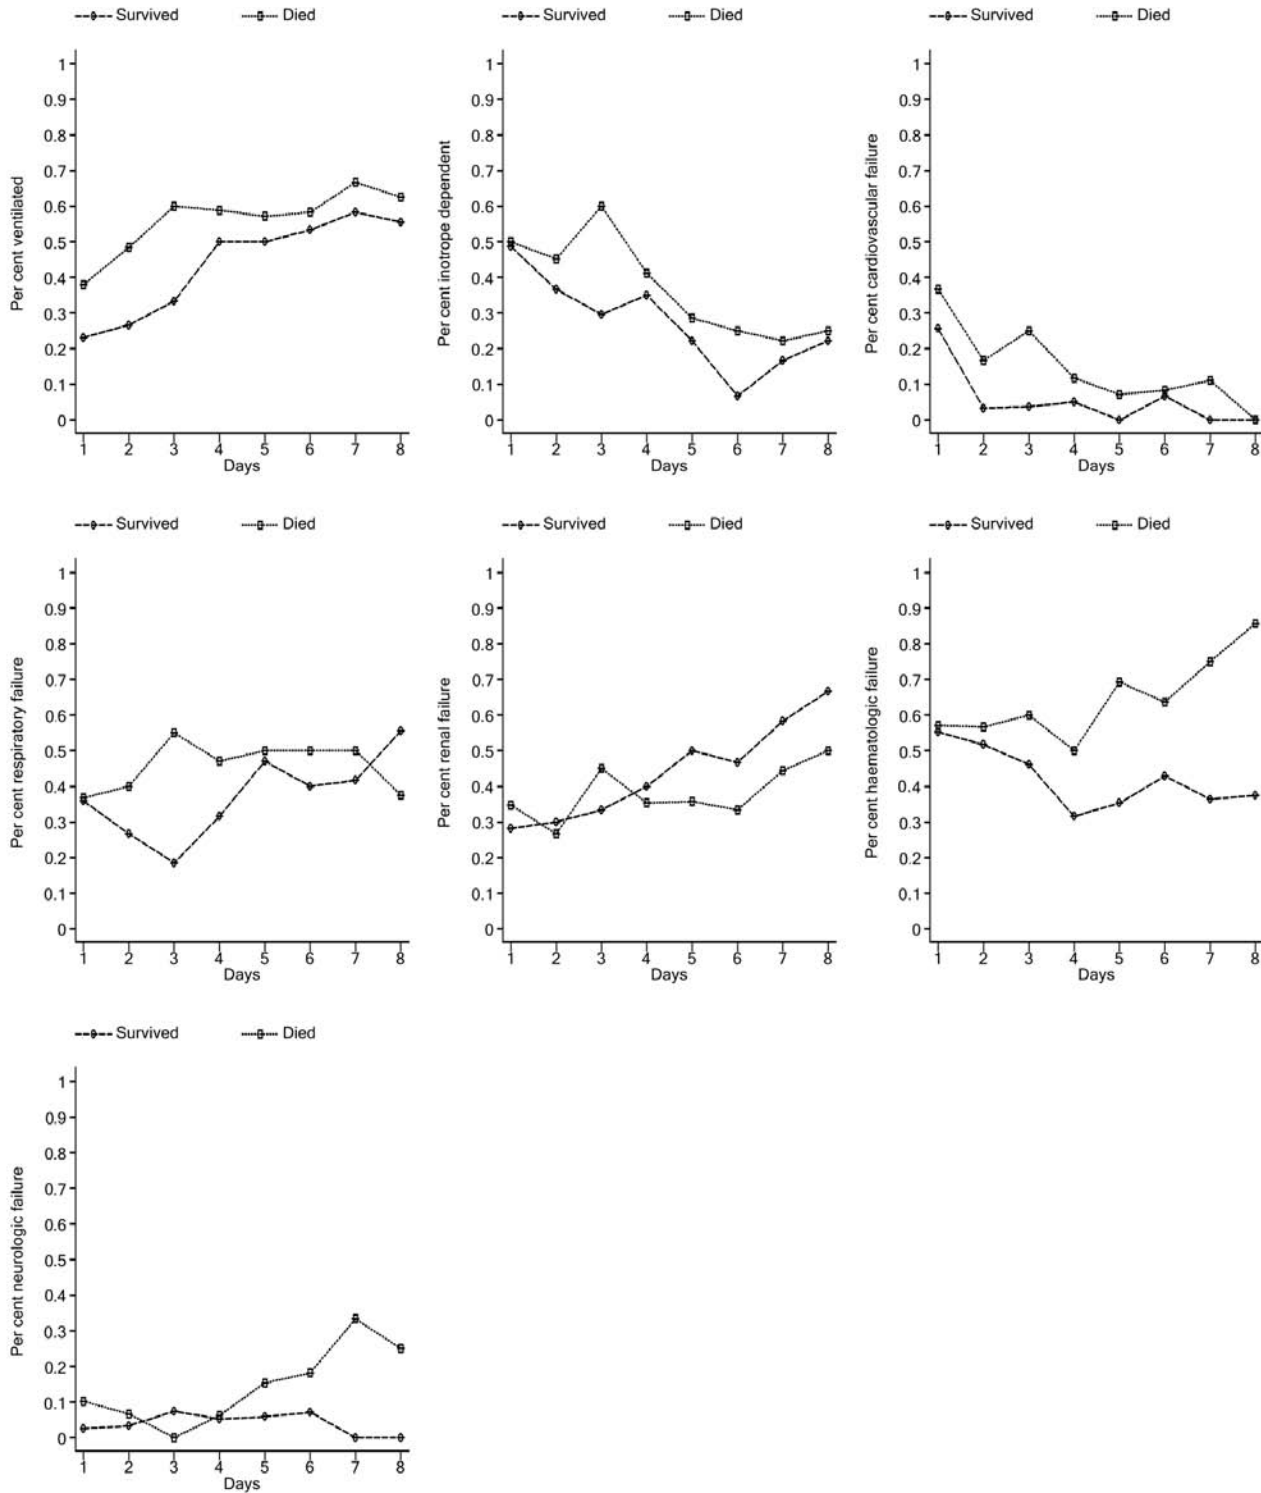 Survived Died
Per cent ventilated
1
0.9
0.8
0.7
0.6
0.5
0.4
0.3
0.2
0.1
0
1 2 3 4 5 6 7 8
Days
Survived Died
Per cent inotrope dependent
1
0.9
0.8
0.7
0.6
0.5
0.4
0.3
0.2
0.1
0
1 2 3 4 5 6 7 8
Days
Survived Died
Per cent cardiovascular failure
1
0.9
0.8
0.7
0.6
0.5
0.4
0.3
0.2
0.1
0
1 2 3 4 5 6 7 8
Days
Survived Died
Per cent respiratory failure
1
0.9
0.8
0.7
0.6
0.5
0.4
0.3
0.2
0.1
0
1 2 3 4 5 6 7 8
Days
Survived Died
Per cent renal failure
1
0.9
0.8
0.7
0.6
0.5
0.4
0.3
0.2
0.1
0
1 2 3 4 5 6 7 8
Days
Survived Died
Per cent haematologic failure
1
0.9
0.8
0.7
0.6
0.5
0.4
0.3
0.2
0.1
0
1 2 3 4 5 6 7 8
Days
Survived Died
Per cent neurologic failure
1
0.9
0.8
0.7
0.6
0.5
0.4
0.3
0.2
0.1
0
1 2 3 4 5 6 7 8
Days